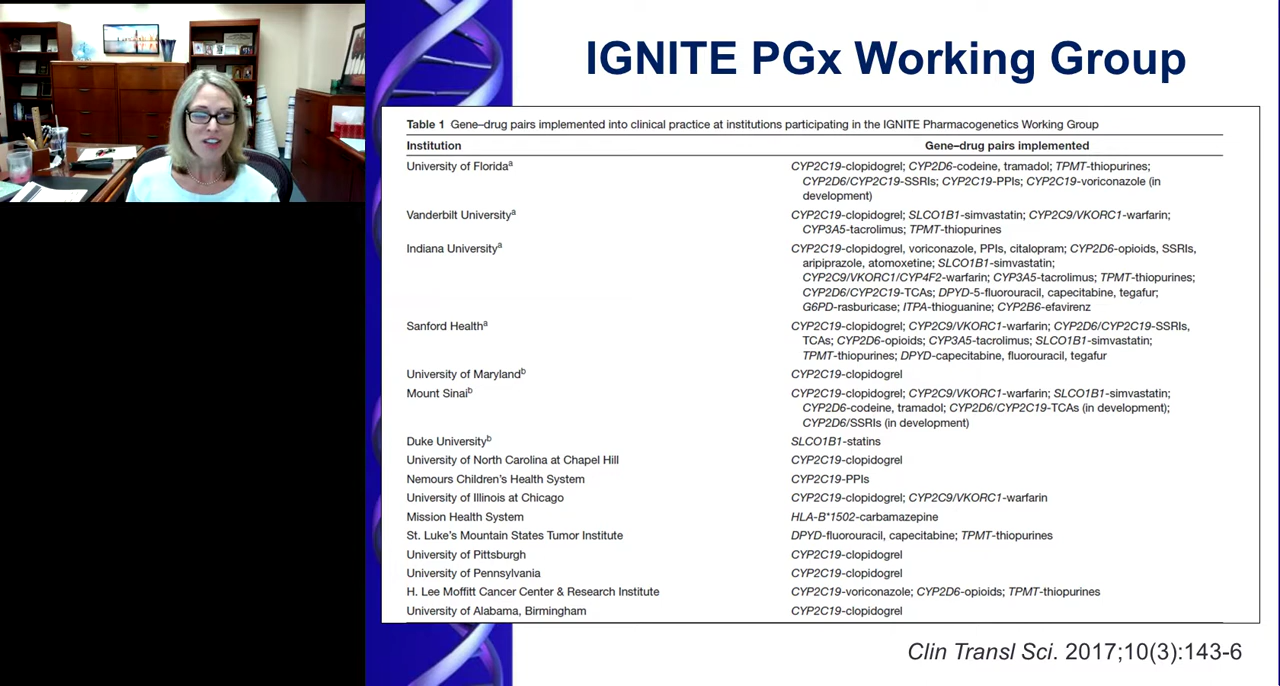 IGNITE PGx Working Group
Table 1 Gene–drug pairs implemented into clinical practice at institutions participating in the IGNITE Pharmacogenetics Working Group
Institution Gene–drug pairs implemented
University of Floridaᵃ CYP2C19-clopidogrel; CYP2D6-codeine, tramadol; TPMT-thiopurines;
CYP2D6/CYP2C19-SSRIs; CYP2C19-PPIs; CYP2C19-voriconazole (in
development)
Vanderbilt Universityᵃ CYP2C19-clopidogrel; SLCO1B1-simvastatin; CYP2C9/VKORC1-warfarin;
CYP3A5-tacrolimus; TPMT-thiopurines
Indiana Universityᵃ CYP2C19-clopidogrel, voriconazole, PPIs, citalopram; CYP2D6-opioids, SSRIs,
aripiprazole, atomoxetine; SLCO1B1-simvastatin;
CYP2C9/VKORC1/CYP4F2-warfarin; CYP3A5-tacrolimus; TPMT-thiopurines;
CYP2D6/CYP2C19-TCAs; DPYD-5-fluorouracil, capecitabine, tegafur;
G6PD-rasburicase; ITPA-thioguanine; CYP2B6-efavirenz
Sanford Healthᵃ CYP2C19-clopidogrel; CYP2C9/VKORC1-warfarin; CYP2D6/CYP2C19-SSRIs,
TCAs; CYP2D6-opioids; CYP3A5-tacrolimus; SLCO1B1-simvastatin;
TPMT-thiopurines; DPYD-capecitabine, fluorouracil, tegafur
University of Marylandᵇ CYP2C19-clopidogrel
Mount Sinaiᵇ CYP2C19-clopidogrel; CYP2C9/VKORC1-warfarin; SLCO1B1-simvastatin;
CYP2D6-codeine, tramadol; CYP2D6/CYP2C19-TCAs (in development);
CYP2D6/SSRIs (in development)
Duke Universityᵇ SLCO1B1-statins
University of North Carolina at Chapel Hill CYP2C19-clopidogrel
Nemours Children's Health System CYP2C19-PPIs
University of Illinois at Chicago CYP2C19-clopidogrel; CYP2C9/VKORC1-warfarin
Mission Health System HLA-B*1502-carbamazepine
St. Luke's Mountain States Tumor Institute DPYD-fluorouracil, capecitabine; TPMT-thiopurines
University of Pittsburgh CYP2C19-clopidogrel
University of Pennsylvania CYP2C19-clopidogrel
H. Lee Moffitt Cancer Center & Research Institute CYP2C19-voriconazole; CYP2D6-opioids; TPMT-thiopurines
University of Alabama, Birmingham CYP2C19-clopidogrel
Clin Transl Sci. 2017;10(3):143-6